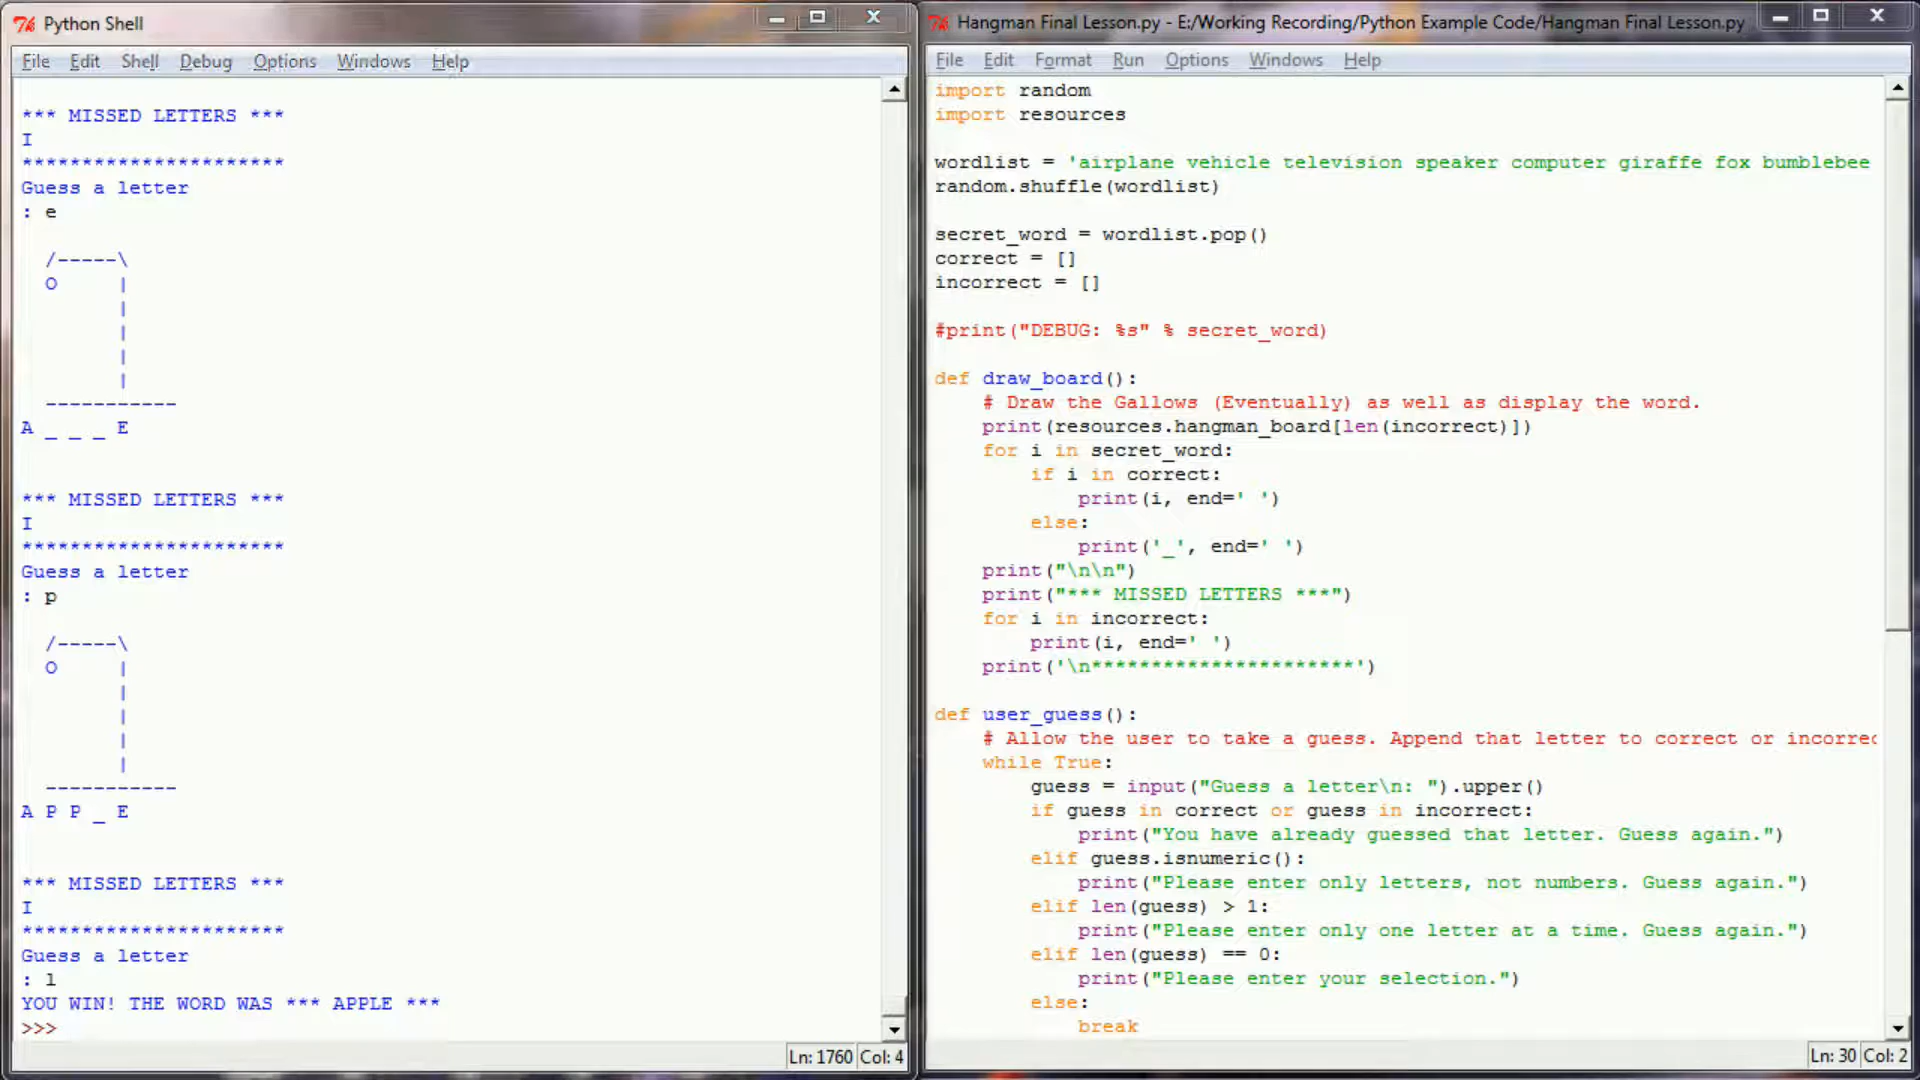 Python Shell
File Edit Shell Debug Options Windows Help
*** MISSED LETTERS ***
I
**********************
Guess a letter
: e
/-----\
O |
|
|
|
|
-----------
A _ _ _ E
*** MISSED LETTERS ***
I
**********************
Guess a letter
: p
/-----\
O |
|
|
|
|
-----------
A P P _ E
*** MISSED LETTERS ***
I
**********************
Guess a letter
: l
YOU WIN! THE WORD WAS *** APPLE ***
>>>
Ln: 1760 Col: 4
Hangman Final Lesson.py - E:/Working Recording/Python Example Code/Hangman Final Lesson.py
File Edit Format Run Options Windows Help
import random
import resources
wordlist = 'airplane vehicle television speaker computer giraffe fox bumblebee
random.shuffle(wordlist)
secret_word = wordlist.pop()
correct = []
incorrect = []
#print("DEBUG: %s" % secret_word)
def draw_board():
    # Draw the Gallows (Eventually) as well as display the word.
    print(resources.hangman_board[len(incorrect)])
    for i in secret_word:
        if i in correct:
            print(i, end=' ')
        else:
            print('_', end=' ')
    print("\n\n")
    print("*** MISSED LETTERS ***")
    for i in incorrect:
        print(i, end=' ')
    print('\n**********************')
def user_guess():
    # Allow the user to take a guess. Append that letter to correct or incorrec
    while True:
        guess = input("Guess a letter\n: ").upper()
        if guess in correct or guess in incorrect:
            print("You have already guessed that letter. Guess again.")
        elif guess.isnumeric():
            print("Please enter only letters, not numbers. Guess again.")
        elif len(guess) > 1:
            print("Please enter only one letter at a time. Guess again.")
        elif len(guess) == 0:
            print("Please enter your selection.")
        else:
            break
Ln: 30 Col: 2